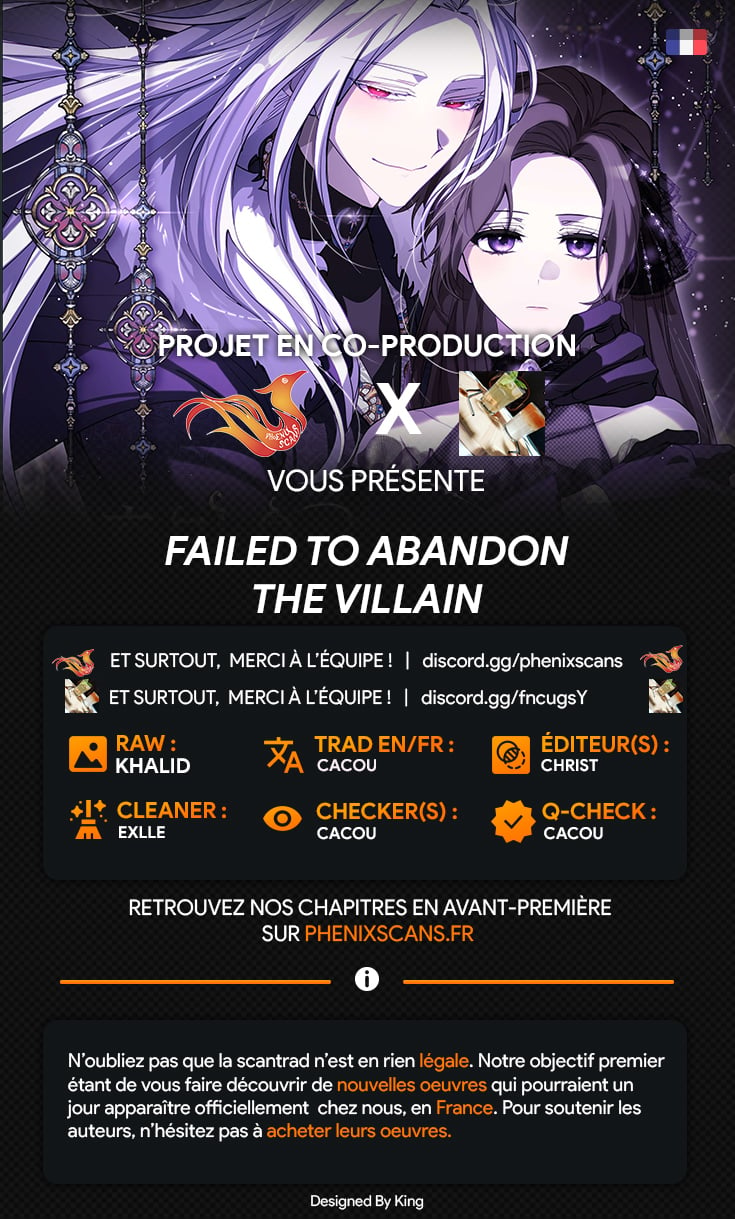 PROJET EN CO-PRODUCTION
PHENIX SCANS
X
VOUS PRÉSENTE
FAILED TO ABANDON
THE VILLAIN
ET SURTOUT, MERCI À L'ÉQUIPE ! | discord.gg/phenixscans
ET SURTOUT, MERCI À L'ÉQUIPE ! | discord.gg/fncugsY
RAW :
KHALID
TRAD EN/FR :
CACOU
ÉDITEUR(S) :
CHRIST
CLEANER :
EXLLE
CHECKER(S) :
CACOU
Q-CHECK :
CACOU
RETROUVEZ NOS CHAPITRES EN AVANT-PREMIÈRE
SUR PHENIXSCANS.FR
N'oubliez pas que la scantrad n'est en rien légale. Notre objectif premier
étant de vous faire découvrir de nouvelles oeuvres qui pourraient un
jour apparaître officiellement chez nous, en France. Pour soutenir les
auteurs, n'hésitez pas à acheter leurs oeuvres.
Designed By King